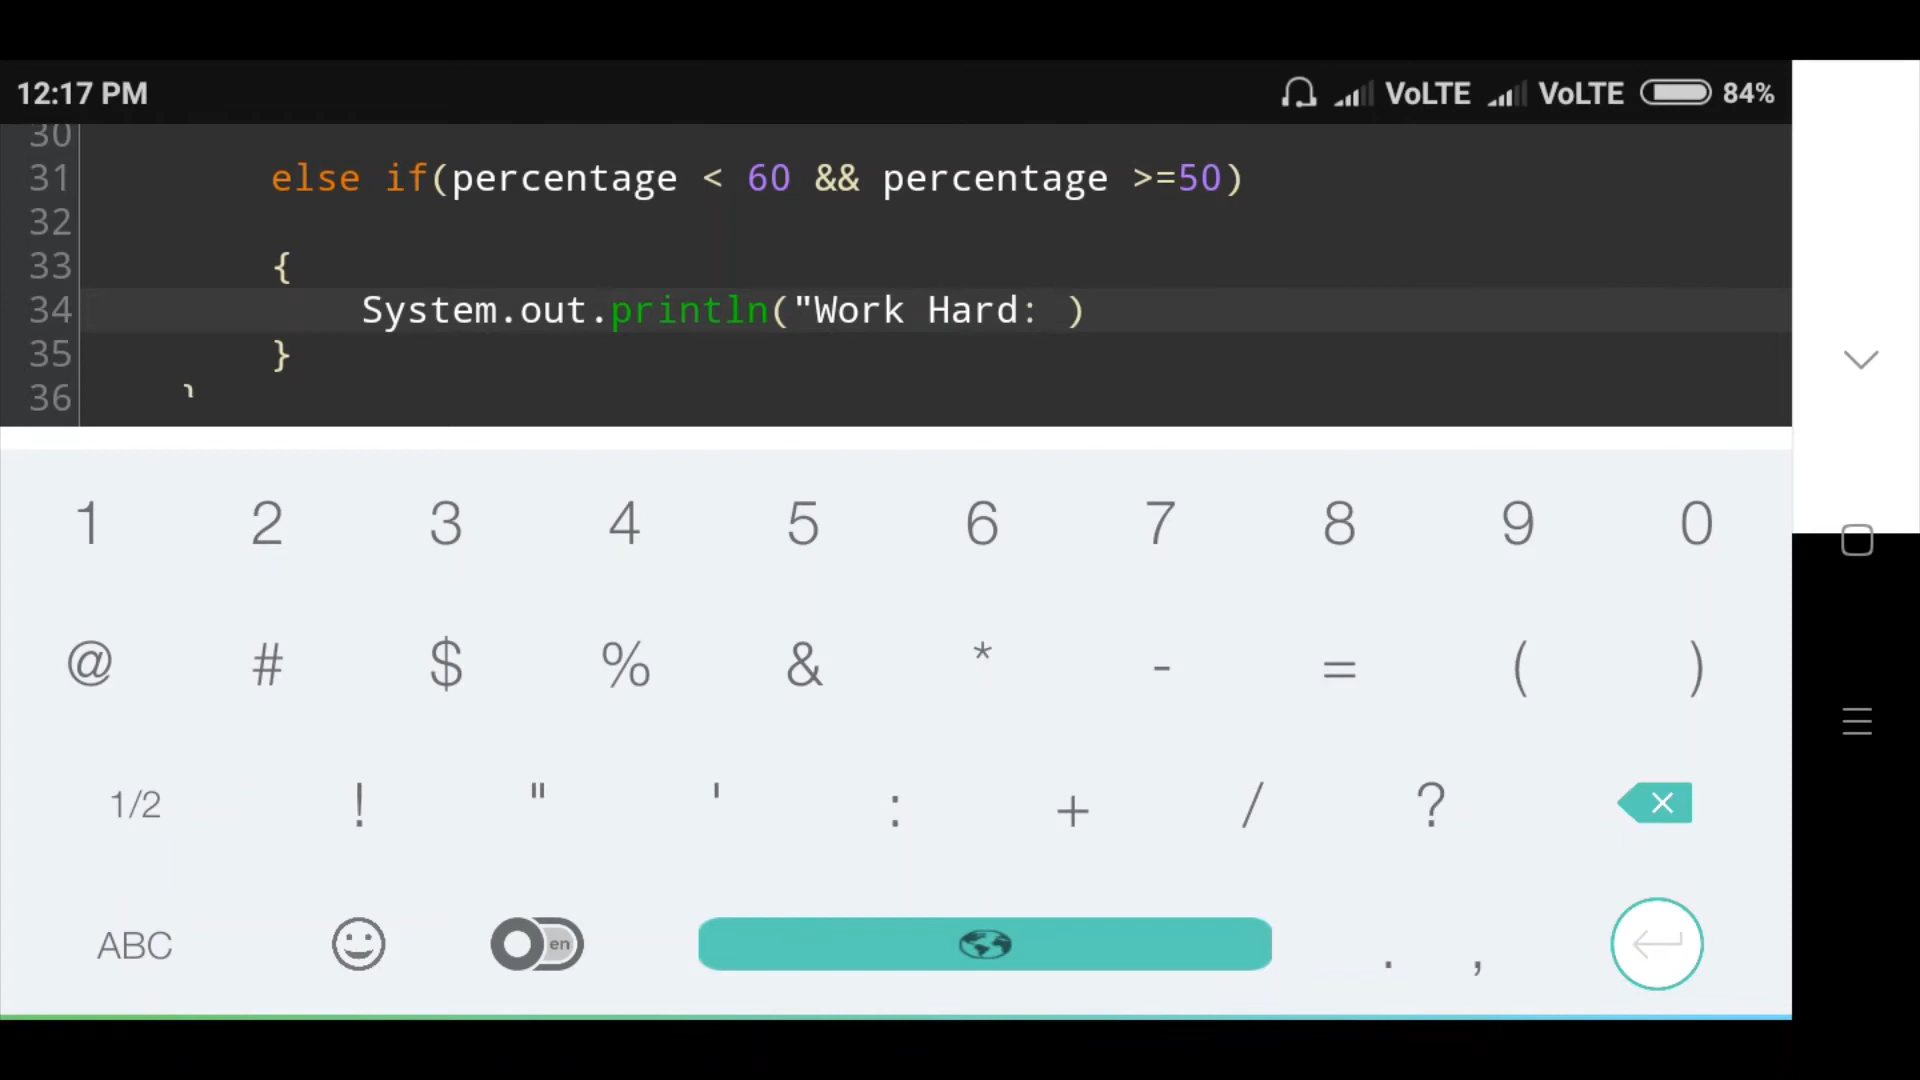 12:17 PM VoLTE VoLTE 84%
30
31 else if(percentage < 60 && percentage >=50)
32
33 {
34 System.out.println("Work Hard: )
35 }
36 }
1 2 3 4 5 6 7 8 9 0
@ # $ % & * - = ( )
1/2 ! " ' : + / ?
ABC en . ,